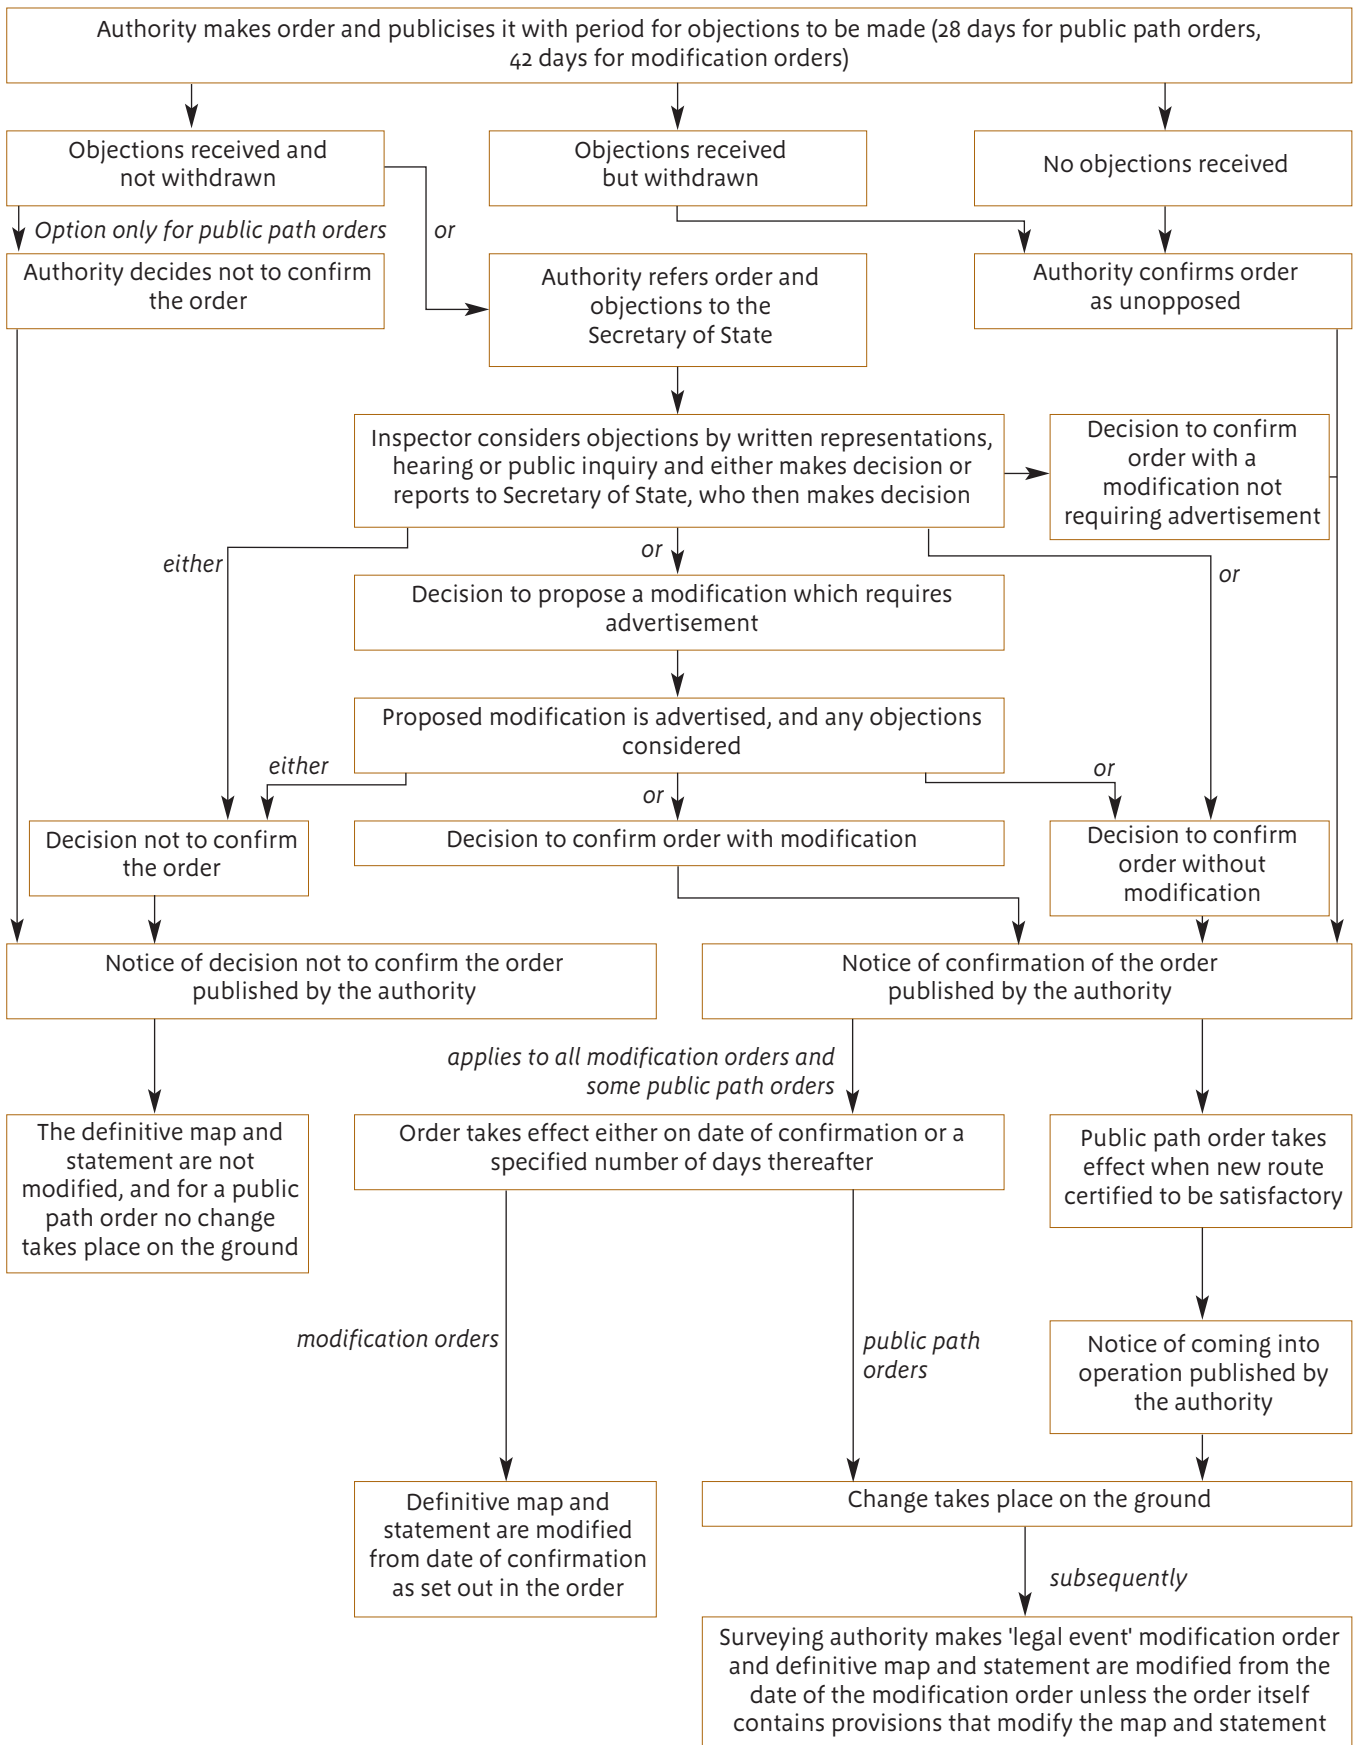 Authority makes order and publicises it with period for objections to be made (28 days for public path orders,
42 days for modification orders)
Objections received and
not withdrawn
Objections received
but withdrawn
No objections received
Option only for public path orders
or
Authority decides not to confirm
the order
Authority refers order and
objections to the
Secretary of State
Authority confirms order
as unopposed
Inspector considers objections by written representations,
hearing or public inquiry and either makes decision or
reports to Secretary of State, who then makes decision
Decision to confirm
order with a
modification not
requiring advertisement
either
or
or
Decision to propose a modification which requires
advertisement
Proposed modification is advertised, and any objections
considered
either
or
or
Decision not to confirm
the order
Decision to confirm order with modification
Decision to confirm
order without
modification
Notice of decision not to confirm the order
published by the authority
Notice of confirmation of the order
published by the authority
applies to all modification orders and
some public path orders
The definitive map and
statement are not
modified, and for a public
path order no change
takes place on the ground
Order takes effect either on date of confirmation or a
specified number of days thereafter
Public path order takes
effect when new route
certified to be satisfactory
modification orders
public path
orders
Notice of coming into
operation published by
the authority
Definitive map and
statement are modified
from date of confirmation
as set out in the order
Change takes place on the ground
subsequently
Surveying authority makes 'legal event' modification order
and definitive map and statement are modified from the
date of the modification order unless the order itself
contains provisions that modify the map and statement